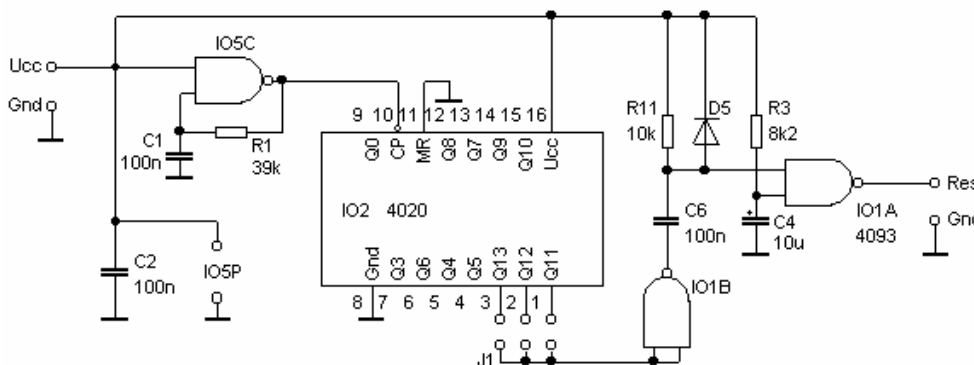 IO5C
Ucc
Gnd
C1
100n
R1
39k
9 10 11 12 13 14 15 16
Q0 CP MR Q8 Q7 Q9 Q10 Ucc
IO2 4020
Gnd Q3 Q6 Q4 Q5 Q13 Q12 Q11
8 7 6 5 4 3 2 1
C2
100n
IO5P
J1
R11
10k
D5
R3
8k2
C6
100n
+
C4
10u
IO1A
4093
IO1B
Res